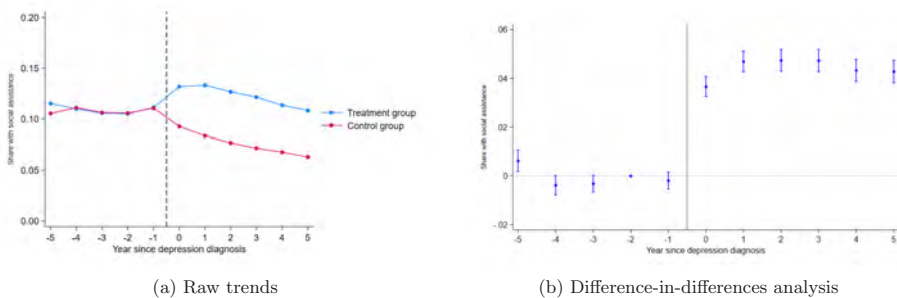 0.20
0.15
0.10
0.05
0.00
Share with social assistance
-5 -4 -3 -2 -1 0 1 2 3 4 5
Year since depression diagnosis
Treatment group
Control group
(a) Raw trends
.06
.04
.02
0
-.02
Share with social assistance
-5 -4 -3 -2 -1 0 1 2 3 4 5
Year since depression diagnosis
(b) Difference-in-differences analysis